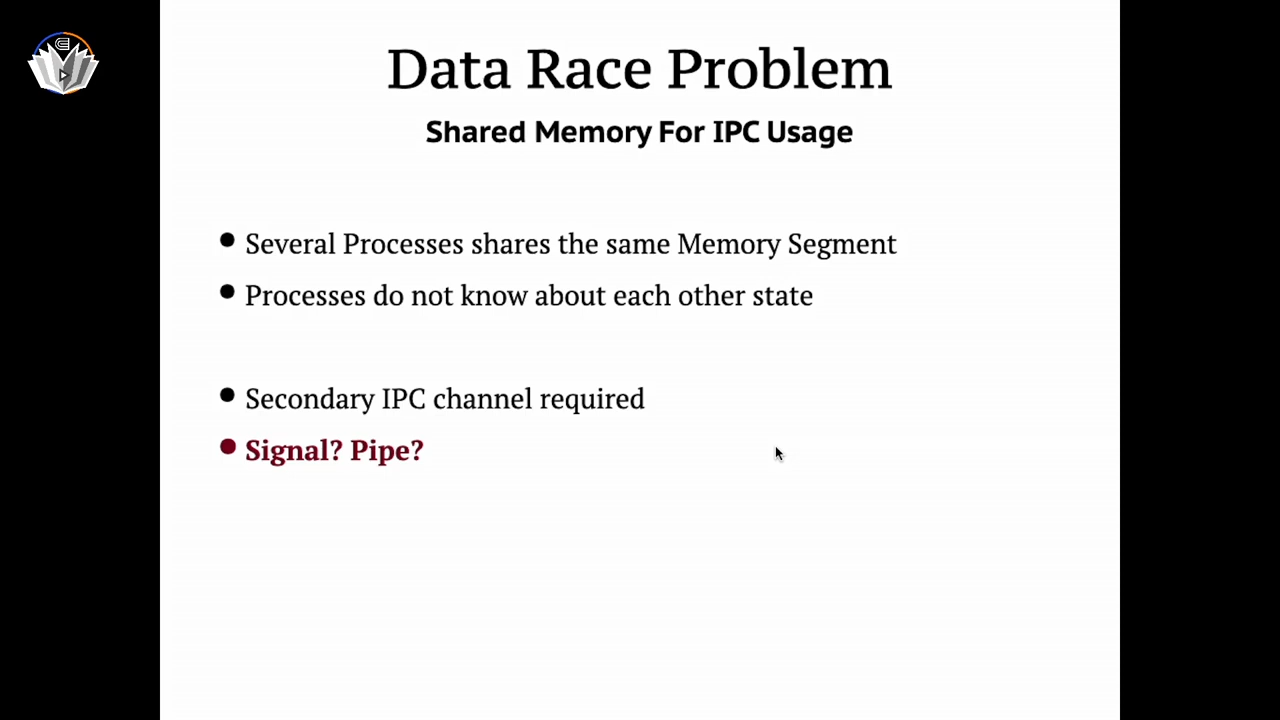 Data Race Problem
Shared Memory For IPC Usage
• Several Processes shares the same Memory Segment
• Processes do not know about each other state
• Secondary IPC channel required
• Signal? Pipe?